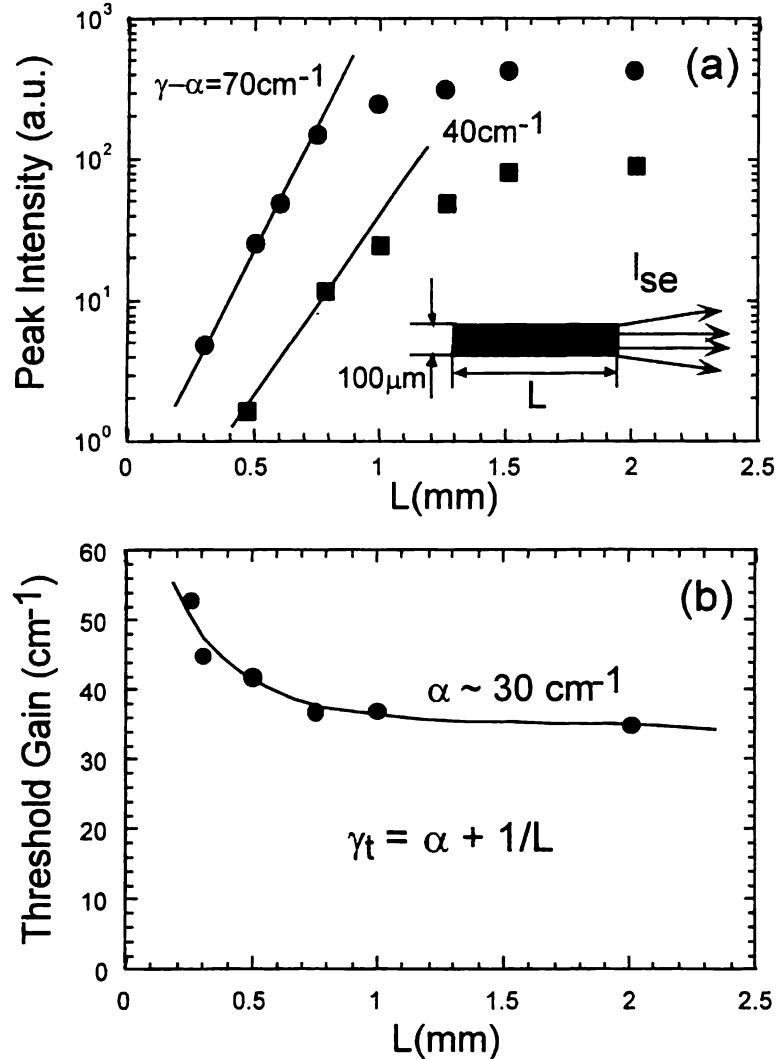 (a)
Peak Intensity (a.u.)
10³
10²
10¹
10⁰
γ−α=70cm⁻¹
40cm⁻¹
Iₛₑ
100μm
L
0 0.5 1 1.5 2 2.5
L(mm)
(b)
Threshold Gain (cm⁻¹)
60
50
40
30
20
10
0
α ~ 30 cm⁻¹
γₜ = α + 1/L
0 0.5 1 1.5 2 2.5
L(mm)